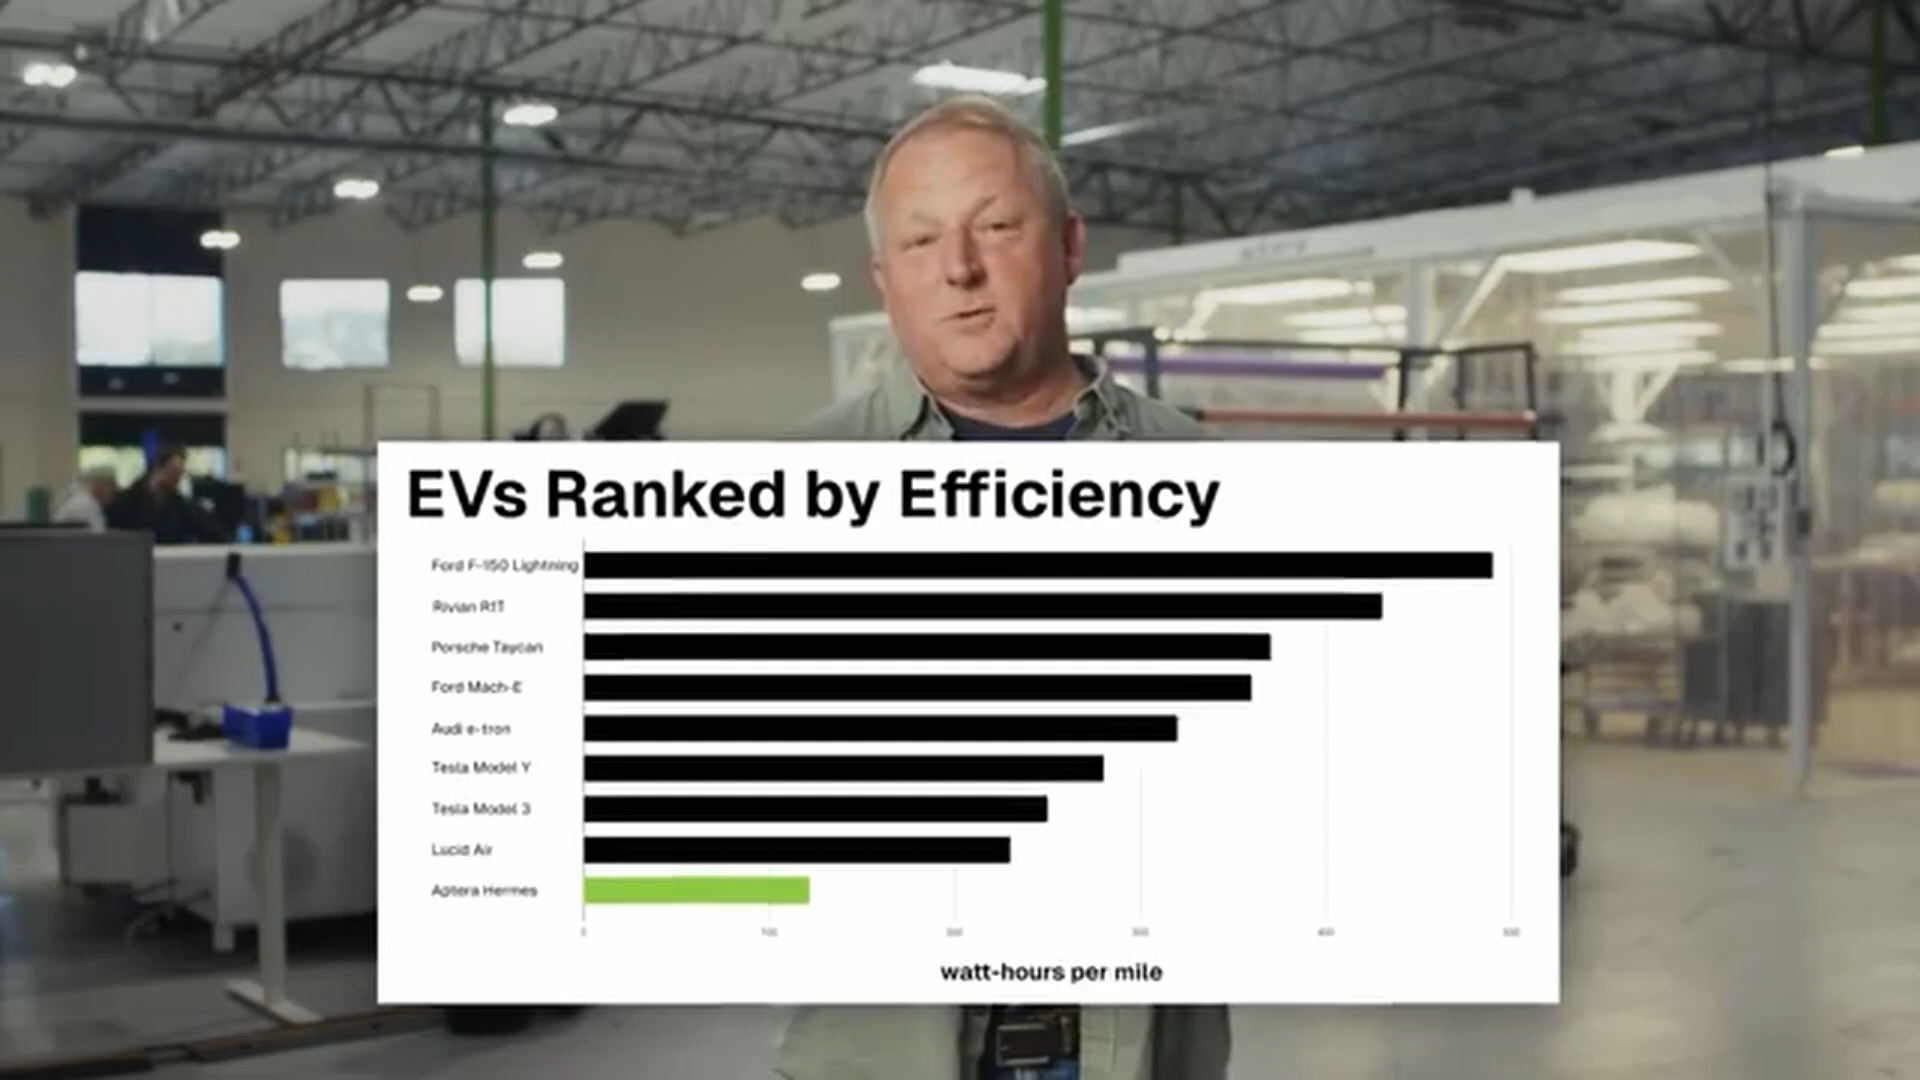 EVs Ranked by Efficiency
Ford F-150 Lightning
Rivian R1T
Porsche Taycan
Ford Mach-E
Audi e-tron
Tesla Model Y
Tesla Model 3
Lucid Air
Aptera Hermes
0 100 200 300 400 500
watt-hours per mile